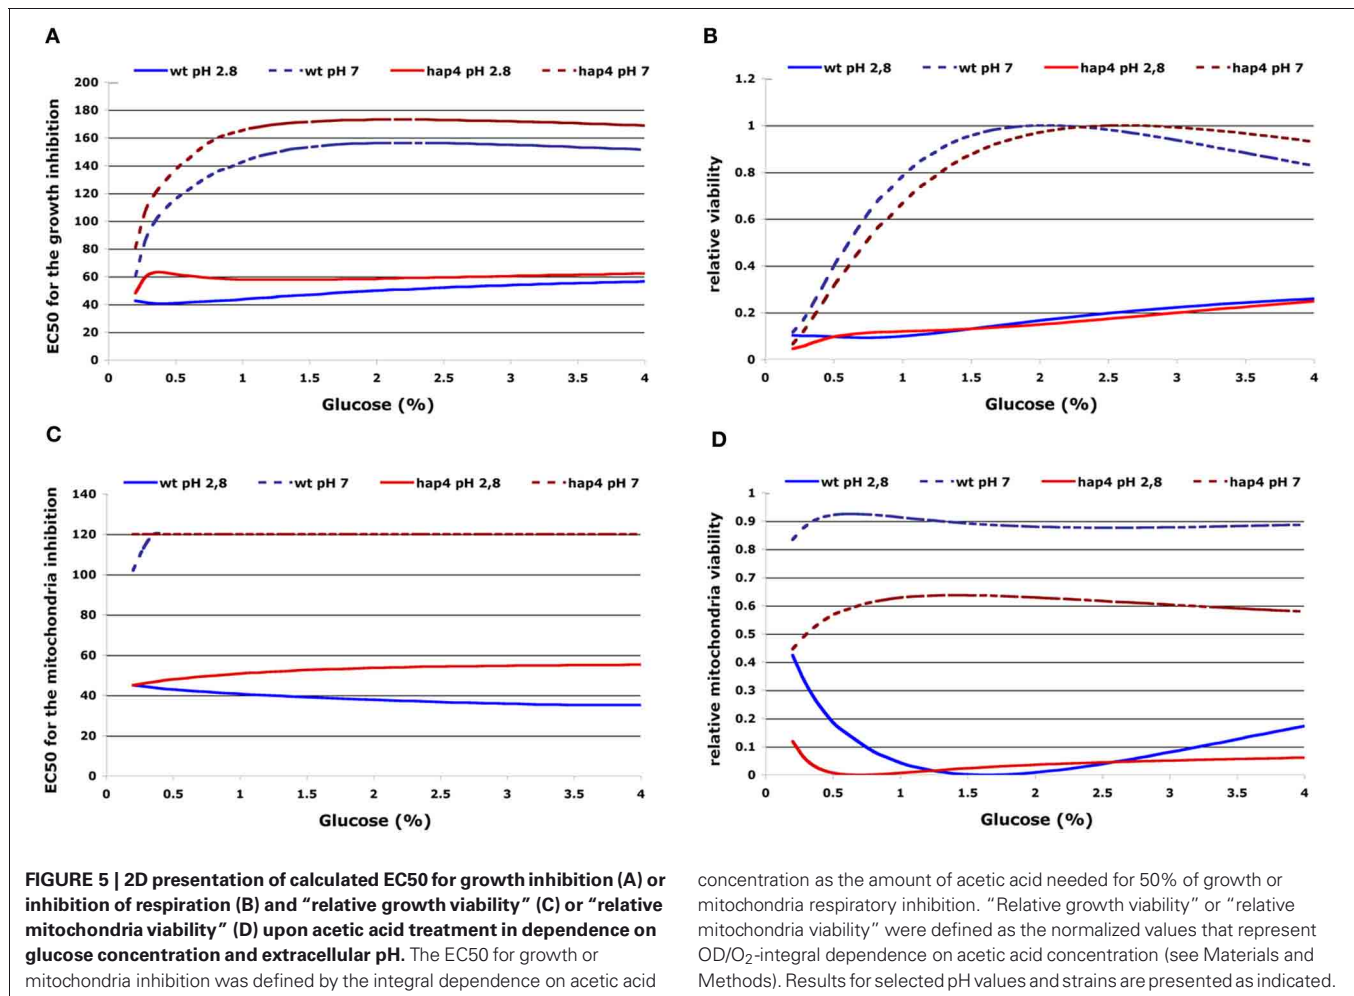 A
wt pH 2.8 wt pH 7 hap4 pH 2.8 hap4 pH 7
EC50 for the growth inhibition
200
180
160
140
120
100
80
60
40
20
0
0 0.5 1 1.5 2 2.5 3 3.5 4
Glucose (%)
B
wt pH 2,8 wt pH 7 hap4 pH 2,8 hap4 pH 7
relative viability
1.2
1
0.8
0.6
0.4
0.2
0
0 0.5 1 1.5 2 2.5 3 3.5 4
Glucose (%)
C
wt pH 2,8 wt pH 7 hap4 pH 2,8 hap4 pH 7
EC50 for the mitochondria inhibition
140
120
100
80
60
40
20
0
0 0.5 1 1.5 2 2.5 3 3.5 4
Glucose (%)
D
wt pH 2,8 wt pH 7 hap4 pH 2,8 hap4 pH 7
relative mitochondria viability
1
0.9
0.8
0.7
0.6
0.5
0.4
0.3
0.2
0.1
0
0 0.5 1 1.5 2 2.5 3 3.5 4
Glucose (%)
FIGURE 5 | 2D presentation of calculated EC50 for growth inhibition (A) or
inhibition of respiration (B) and “relative growth viability” (C) or “relative
mitochondria viability” (D) upon acetic acid treatment in dependence on
glucose concentration and extracellular pH. The EC50 for growth or
mitochondria inhibition was defined by the integral dependence on acetic acid
concentration as the amount of acetic acid needed for 50% of growth or
mitochondria respiratory inhibition. “Relative growth viability” or “relative
mitochondria viability” were defined as the normalized values that represent
OD/O₂-integral dependence on acetic acid concentration (see Materials and
Methods). Results for selected pH values and strains are presented as indicated.